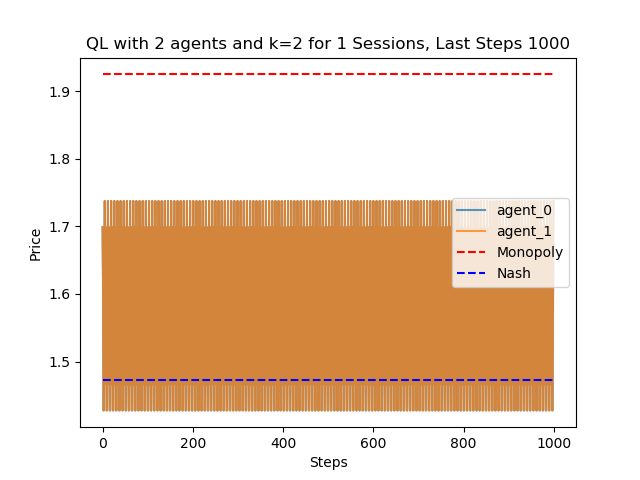 QL with 2 agents and k=2 for 1 Sessions, Last Steps 1000
Price
1.9
1.8
1.7
1.6
1.5
agent_0
agent_1
Monopoly
Nash
0 200 400 600 800 1000
Steps